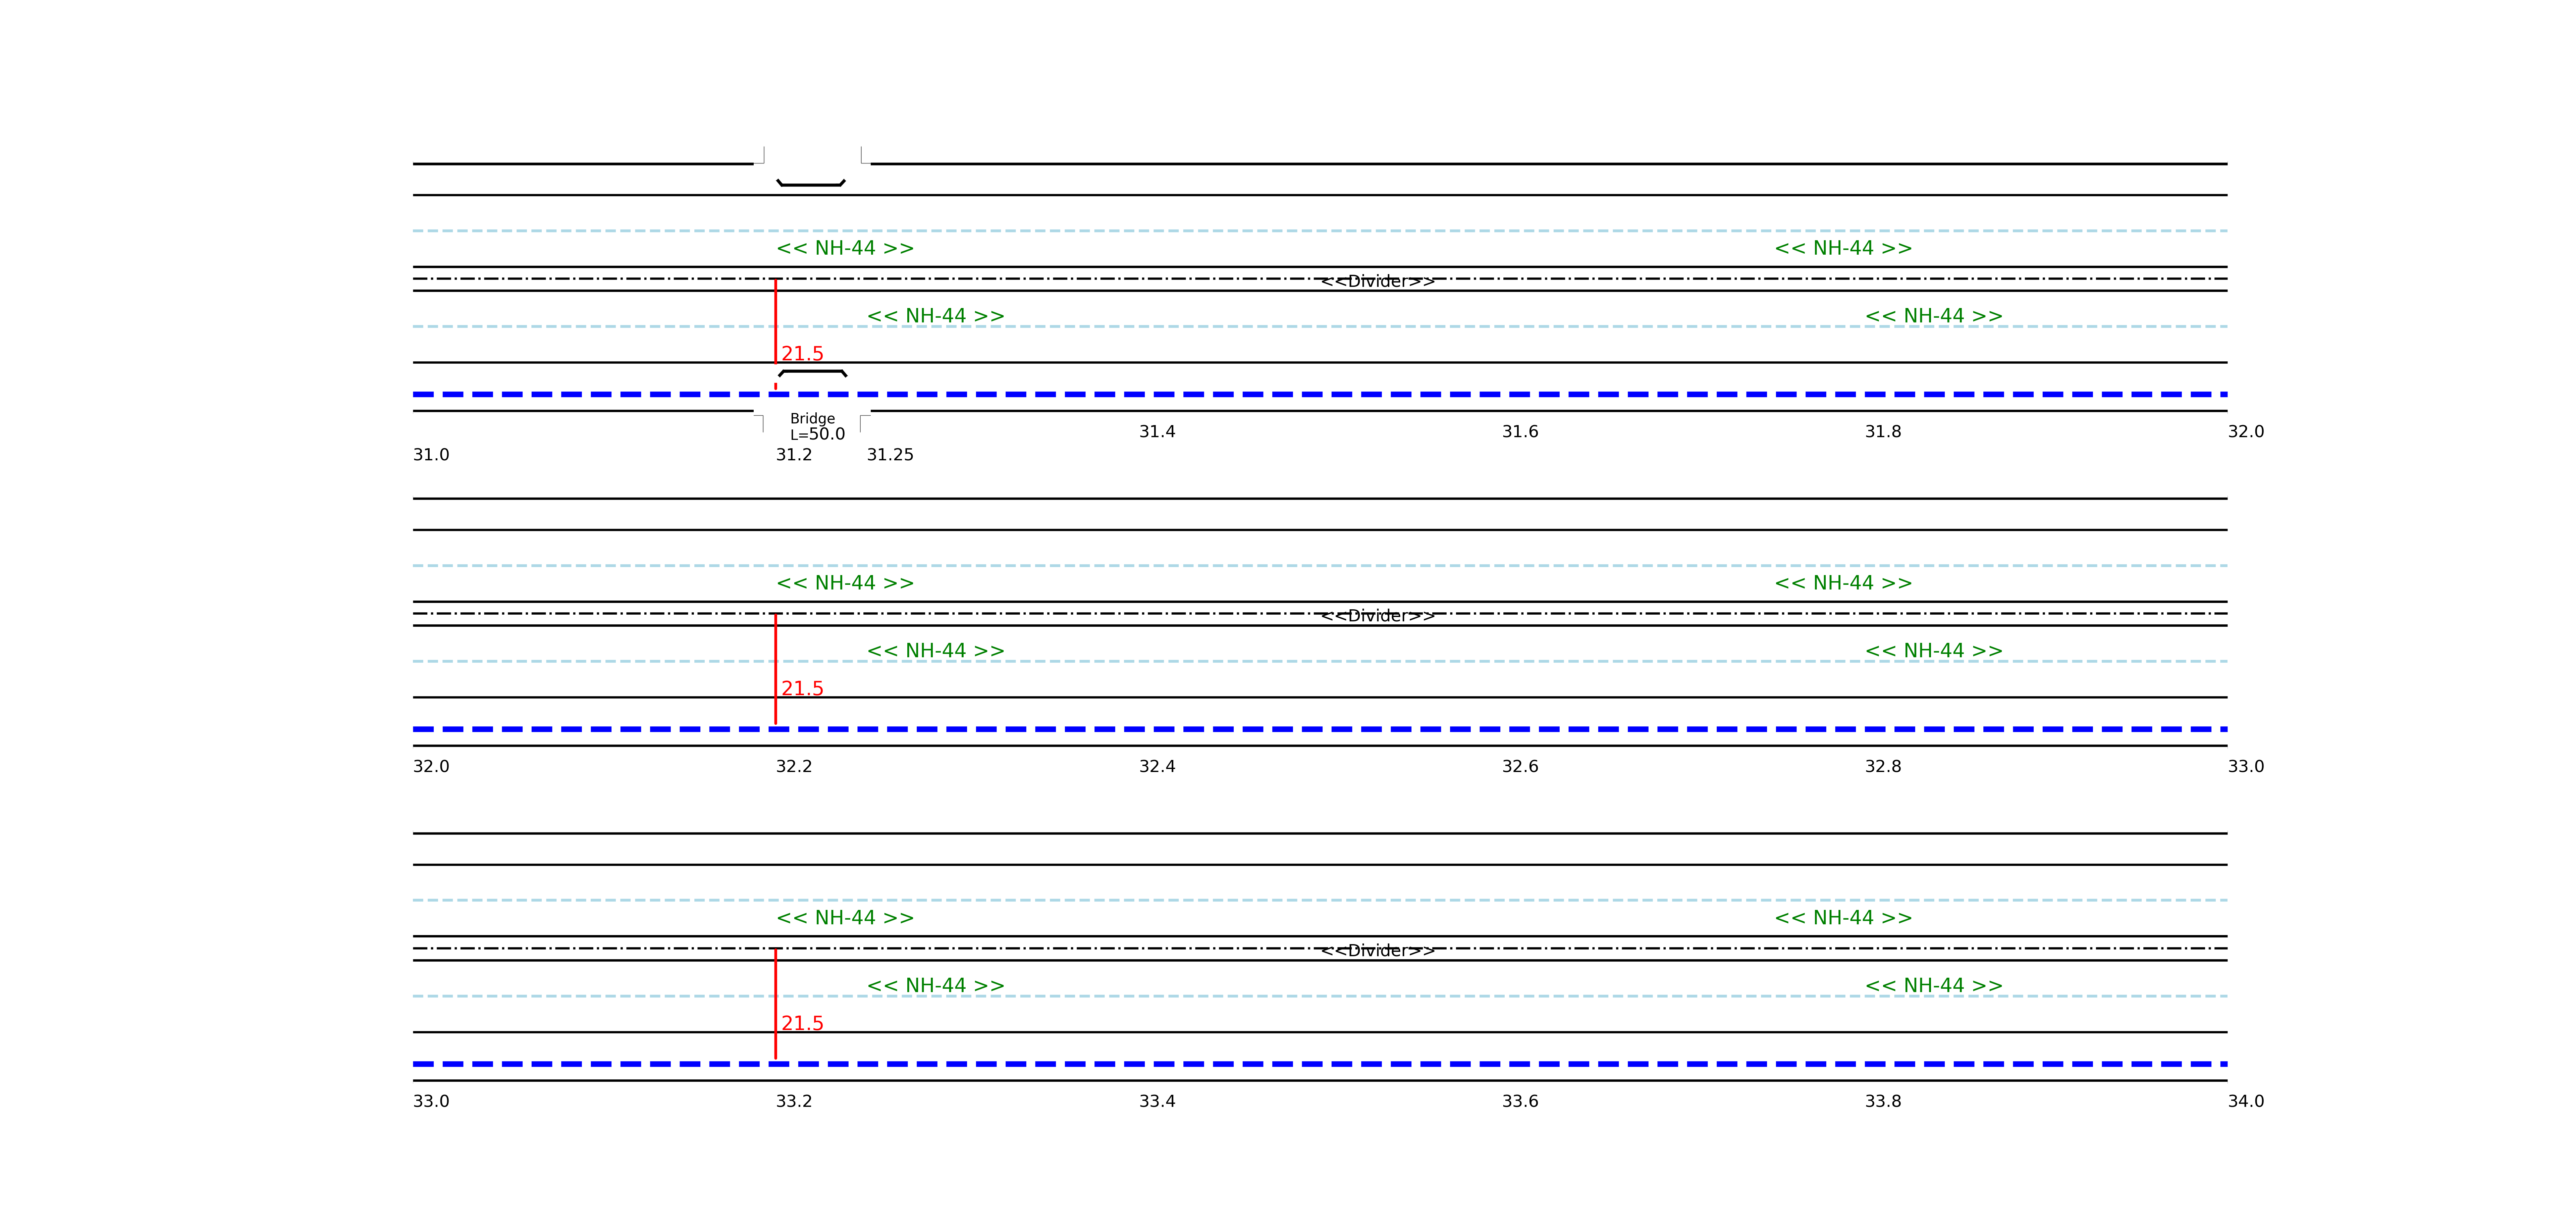 << NH-44 >> << NH-44 >>
<<Divider>>
<< NH-44 >> << NH-44 >>
21.5
Bridge
L=50.0
31.4 31.6 31.8 32.0
31.0 31.2 31.25
<< NH-44 >> << NH-44 >>
<<Divider>>
<< NH-44 >> << NH-44 >>
21.5
32.0 32.2 32.4 32.6 32.8 33.0
<< NH-44 >> << NH-44 >>
<<Divider>>
<< NH-44 >> << NH-44 >>
21.5
33.0 33.2 33.4 33.6 33.8 34.0